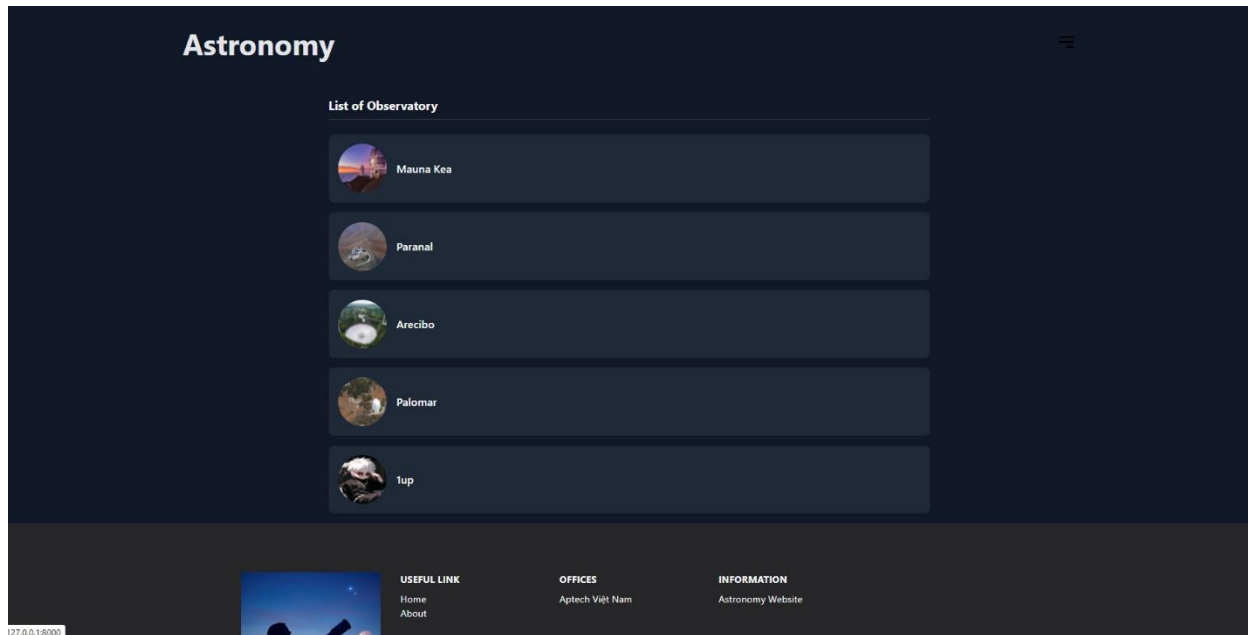 Astronomy
List of Observatory
Mauna Kea
Paranal
Arecibo
Palomar
1up
USEFUL LINK
Home
About
OFFICES
Aptech Việt Nam
INFORMATION
Astronomy Website
127.0.0.1:8000